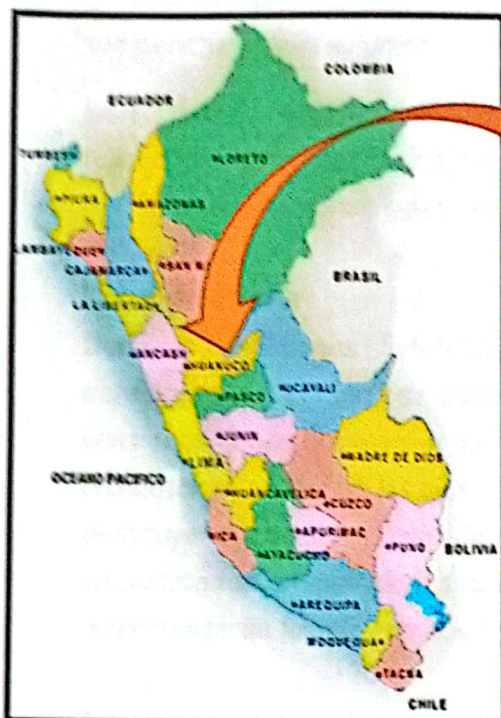 COLOMBIA
ECUADOR
TUMBES
LORETO
PIURA
AMAZONAS
LAMBAYEQUE
CAJAMARCA
SAN M
LA LIBERTAD
BRASIL
ANCASH
HUANUCO
UCAYALI
PASCO
JUNIN
LIMA
MADRE DE DIOS
OCEANO PACIFICO
HUANCAVELICA
CUZCO
ICA
APURIMAC
PUNO
BOLIVIA
AYACUCHO
AREQUIPA
MOQUEGUA
TACNA
CHILE